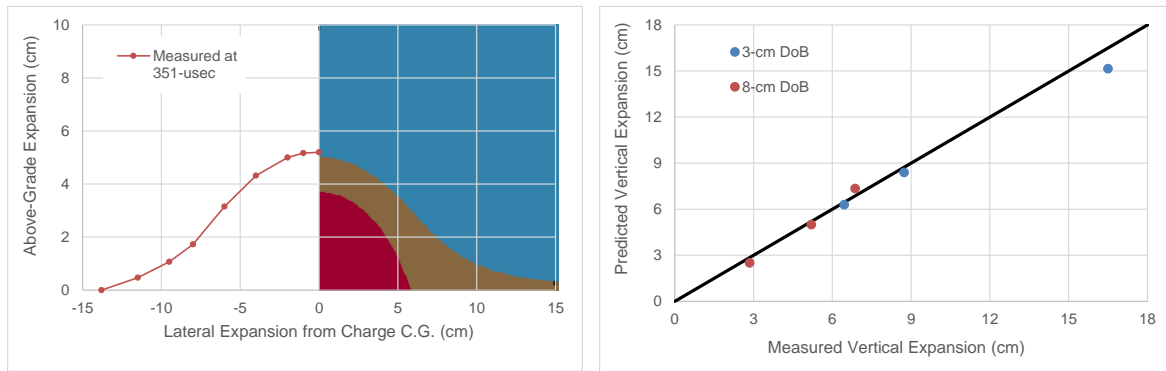 Above-Grade Expansion (cm)
10
8
6
4
2
0
Measured at
351-usec
-15 -10 -5 0 5 10 15
Lateral Expansion from Charge C.G. (cm)
Predicted Vertical Expansion (cm)
18
15
12
9
6
3
0
3-cm DoB
8-cm DoB
0 3 6 9 12 15 18
Measured Vertical Expansion (cm)